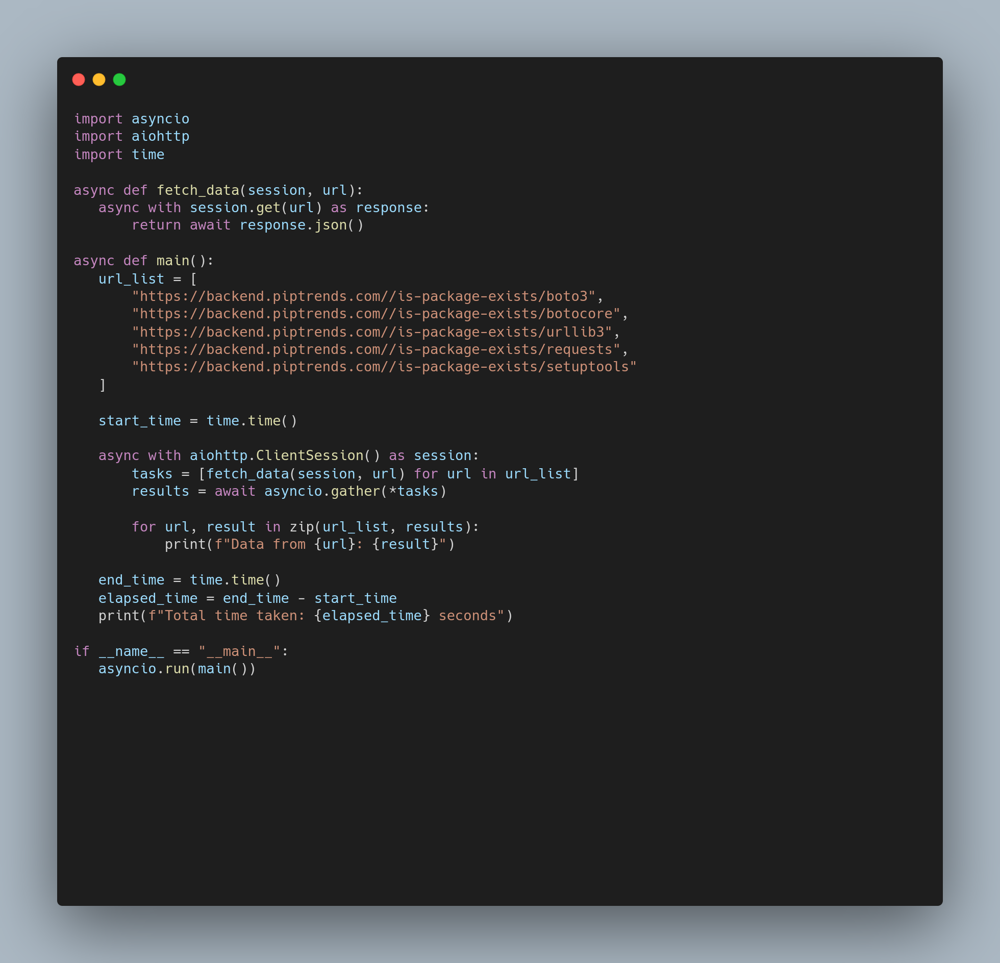 import asyncio
import aiohttp
import time

async def fetch_data(session, url):
   async with session.get(url) as response:
       return await response.json()

async def main():
   url_list = [
       "https://backend.piptrends.com//is-package-exists/boto3",
       "https://backend.piptrends.com//is-package-exists/botocore",
       "https://backend.piptrends.com//is-package-exists/urllib3",
       "https://backend.piptrends.com//is-package-exists/requests",
       "https://backend.piptrends.com//is-package-exists/setuptools"
   ]

   start_time = time.time()

   async with aiohttp.ClientSession() as session:
       tasks = [fetch_data(session, url) for url in url_list]
       results = await asyncio.gather(*tasks)

       for url, result in zip(url_list, results):
           print(f"Data from {url}: {result}")

   end_time = time.time()
   elapsed_time = end_time - start_time
   print(f"Total time taken: {elapsed_time} seconds")

if __name__ == "__main__":
   asyncio.run(main())